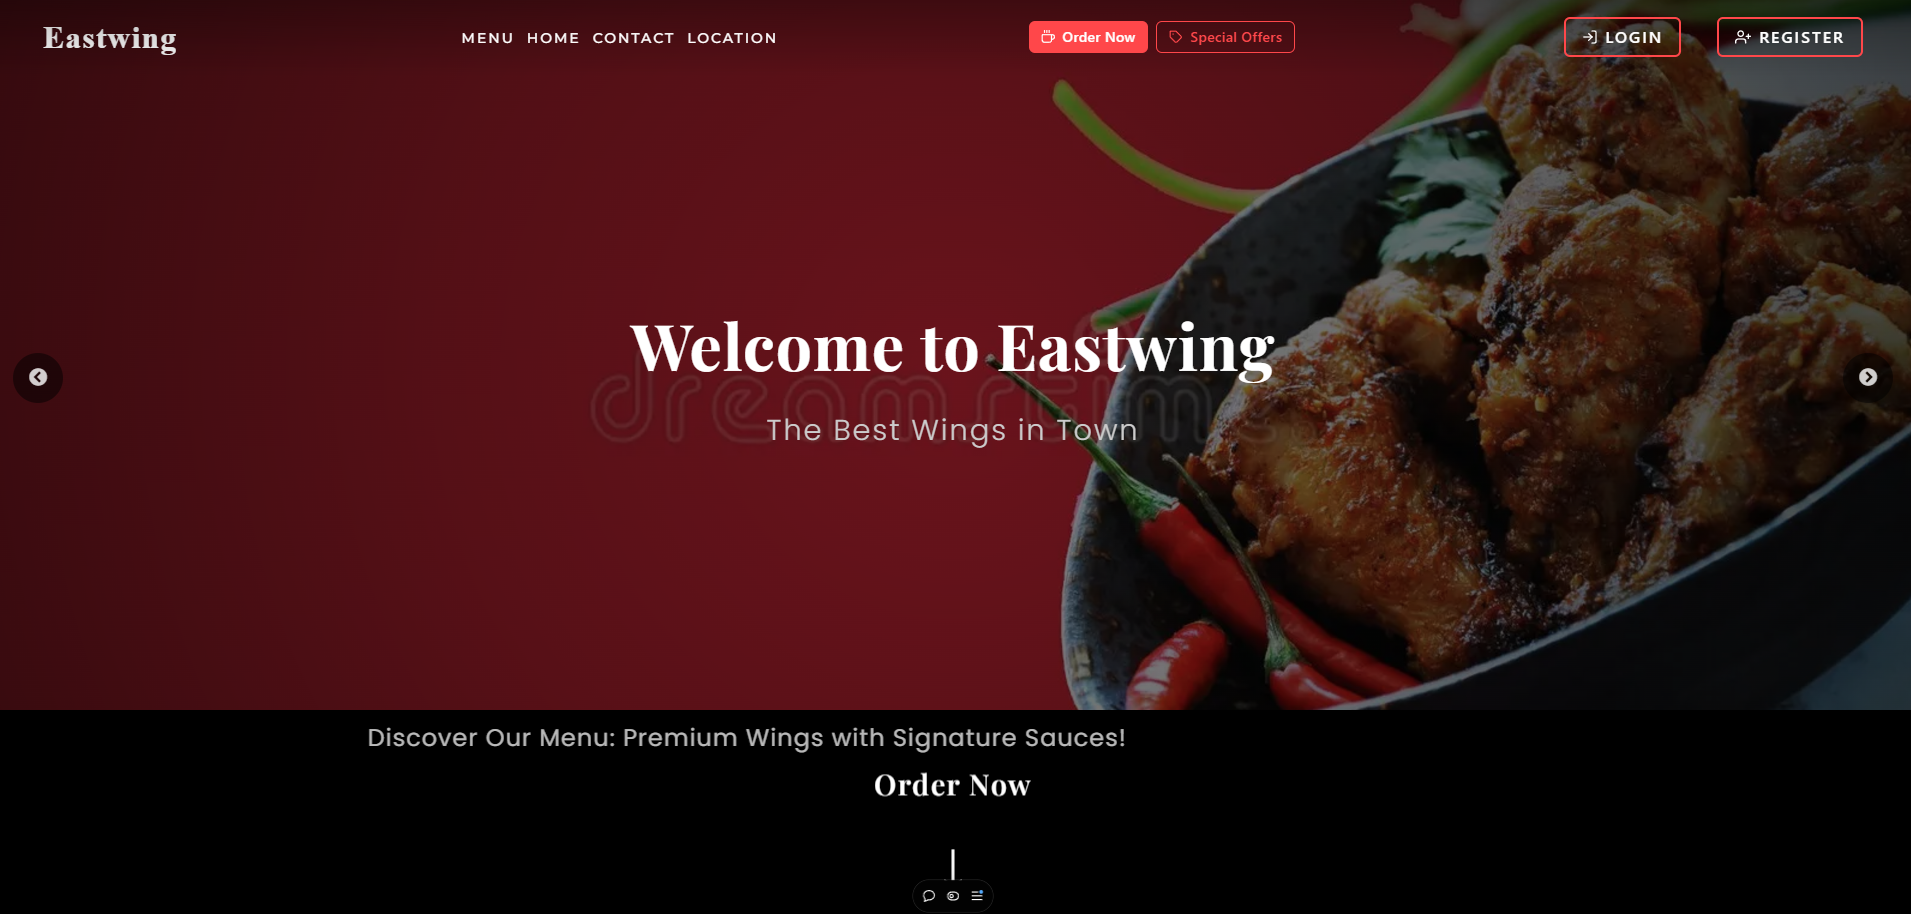 Eastwing
MENU HOME CONTACT LOCATION
Order Now
Special Offers
LOGIN
REGISTER
Welcome to Eastwing
dreamstime
The Best Wings in Town
Discover Our Menu: Premium Wings with Signature Sauces!
Order Now